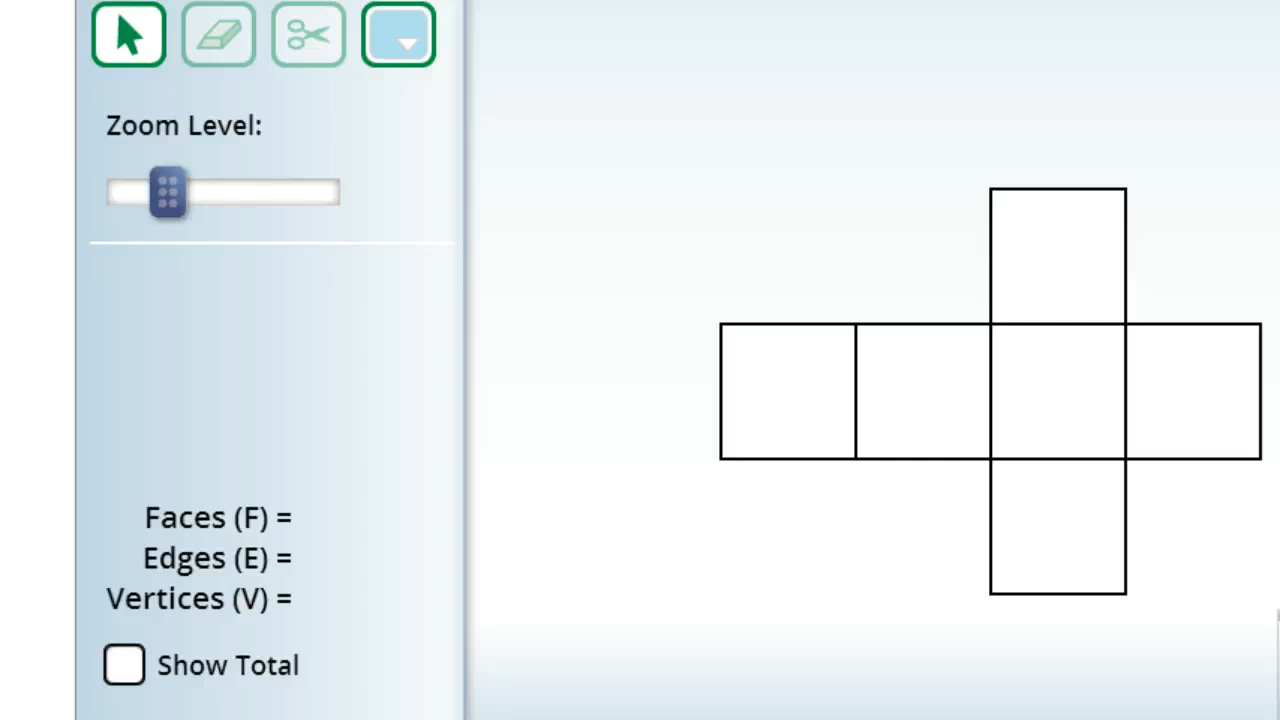 Zoom Level:
Faces (F) =
Edges (E) =
Vertices (V) =
Show Total